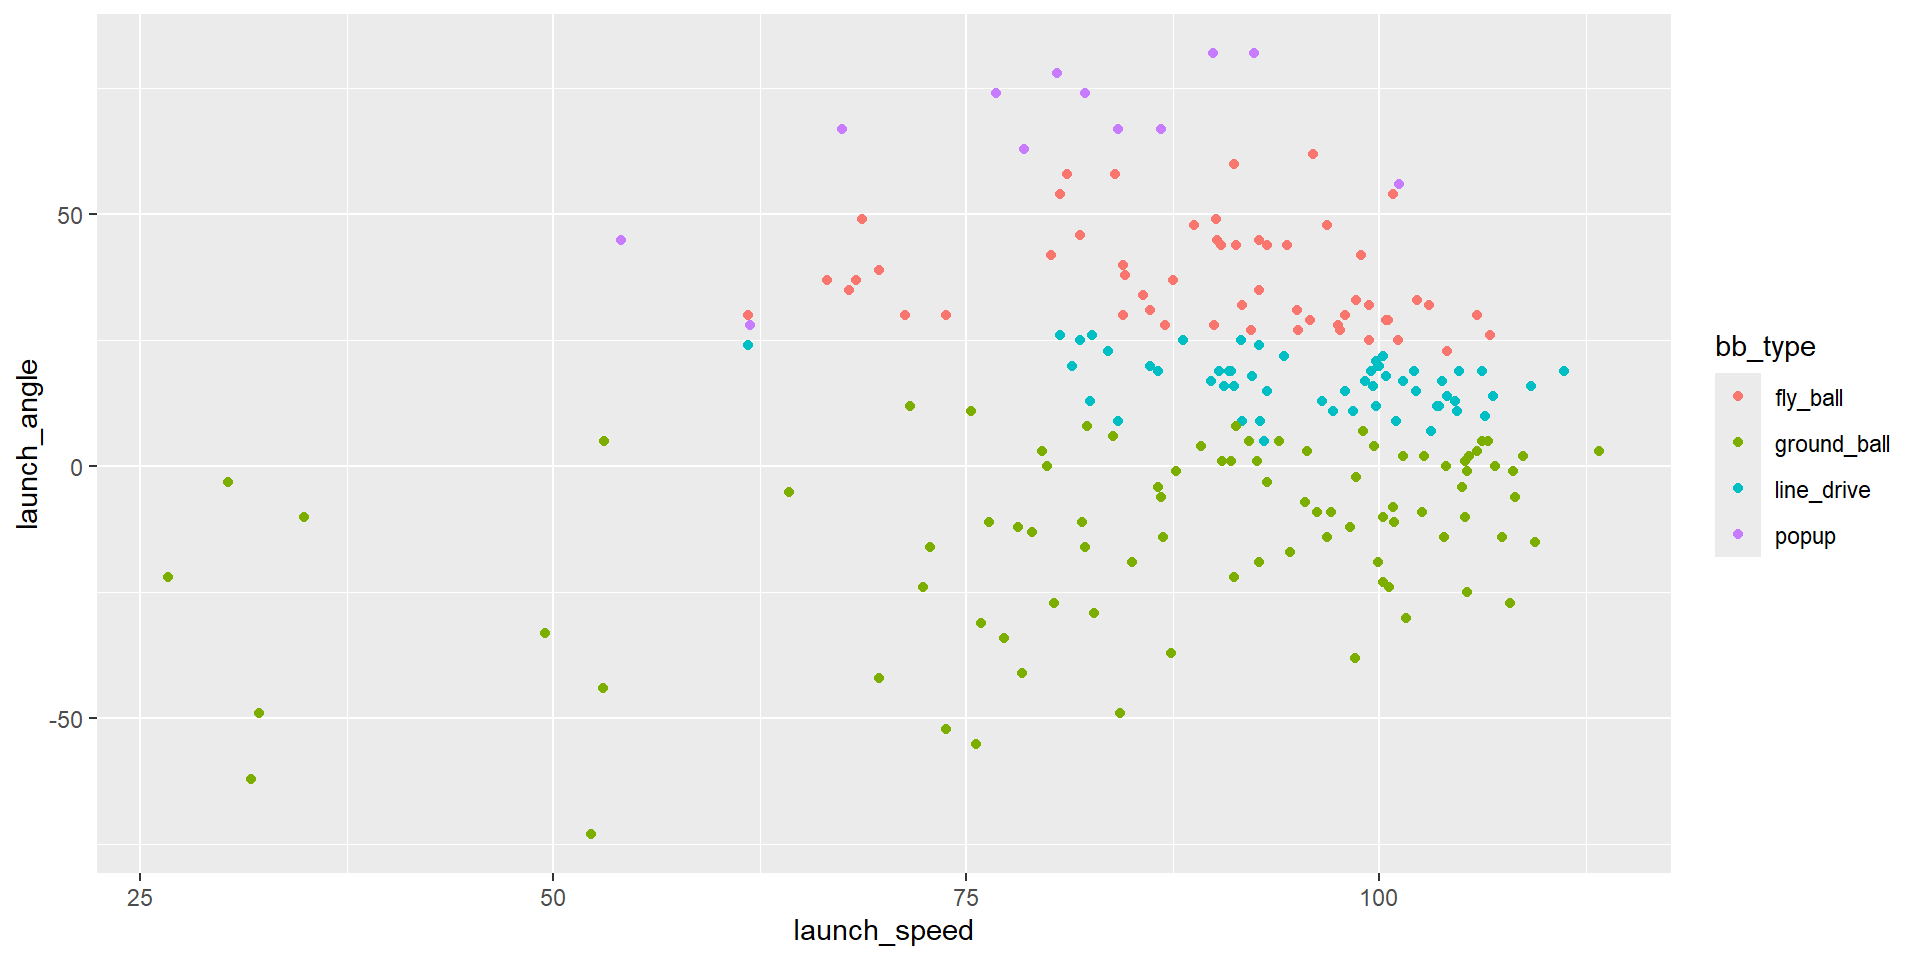 launch_angle
50
0
-50
25
50
75
100
launch_speed
bb_type
fly_ball
ground_ball
line_drive
popup